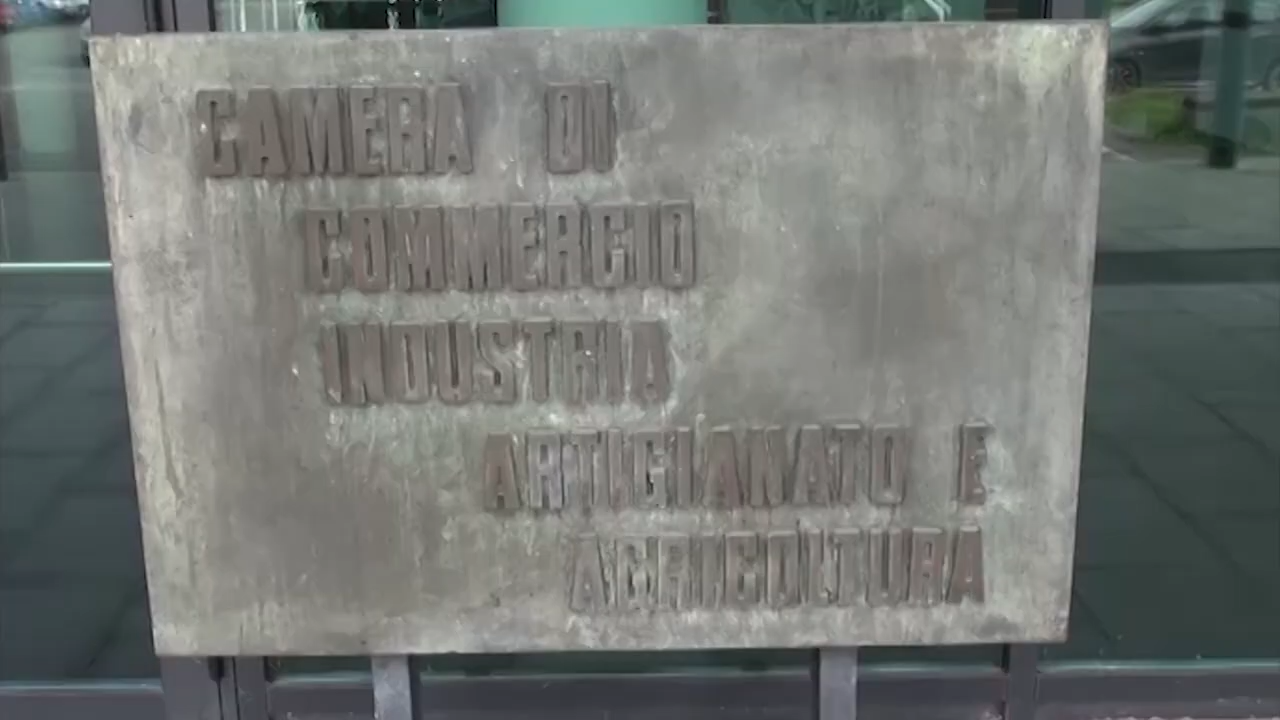 CAMERA DI
COMMERCIO
INDUSTRIA
ARTIGIANATO E
AGRICOLTURA